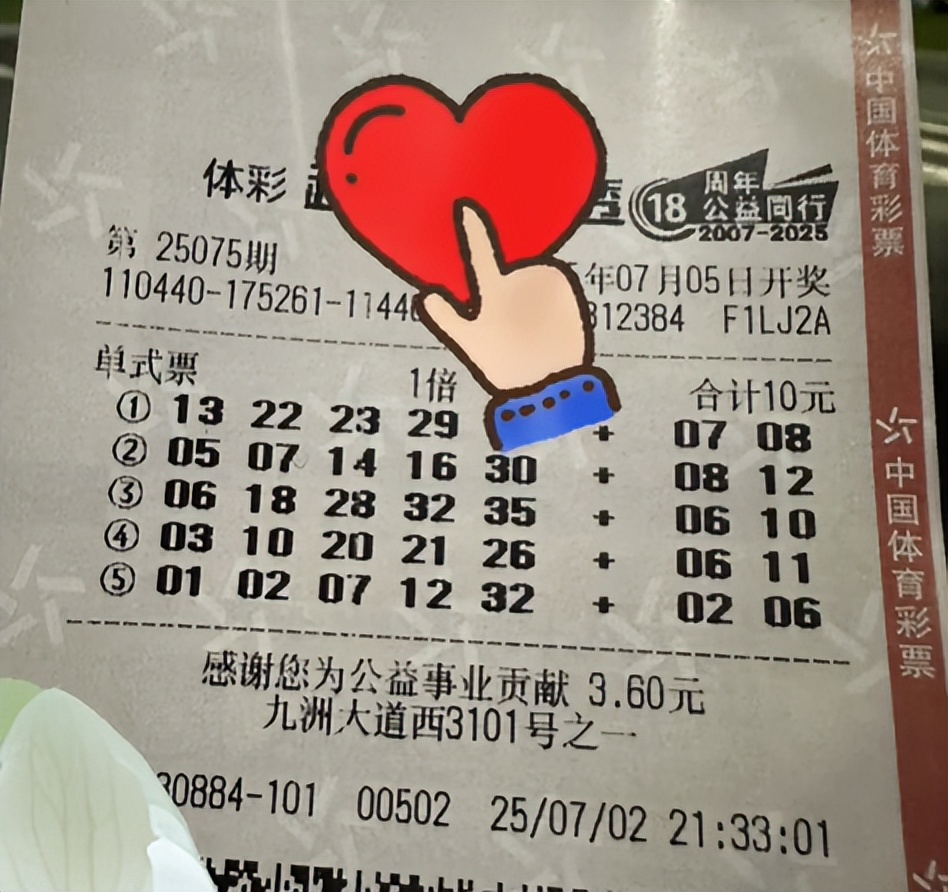 体彩
18 周年
公益同行
2007-2025
第 25075期 年07月05日开奖
110440-175261-1144 312384 F1LJ2A
单式票 1倍 合计10元
① 13 22 23 29 + 07 08
② 05 07 14 16 30 + 08 12
③ 06 18 28 32 35 + 06 10
④ 03 10 20 21 26 + 06 11
⑤ 01 02 07 12 32 + 02 06
感谢您为公益事业贡献 3.60元
九洲大道西3101号之一
0884-101 00502 25/07/02 21:33:01
中国体育彩票
中国体育彩票